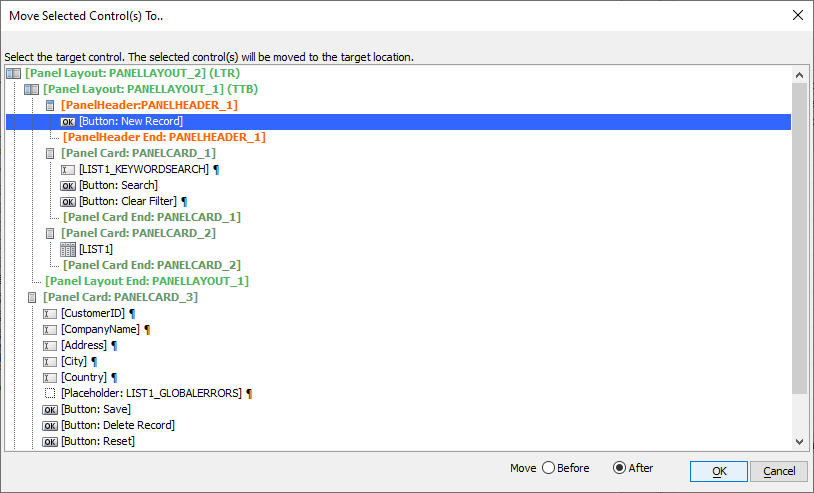 Move Selected Control(s) To..
Select the target control. The selected control(s) will be moved to the target location.
[Panel Layout: PANELLAYOUT_2] (LTR)
[Panel Layout: PANELLAYOUT_1] (TTB)
[PanelHeader:PANELHEADER_1]
OK [Button: New Record]
[PanelHeader End: PANELHEADER_1]
[Panel Card: PANELCARD_1]
[LIST1_KEYWORDSEARCH] ¶
OK [Button: Search]
OK [Button: Clear Filter] ¶
[Panel Card End: PANELCARD_1]
[Panel Card: PANELCARD_2]
[LIST1]
[Panel Card End: PANELCARD_2]
[Panel Layout End: PANELLAYOUT_1]
[Panel Card: PANELCARD_3]
[CustomerID] ¶
[CompanyName] ¶
[Address] ¶
[City] ¶
[Country] ¶
[Placeholder: LIST1_GLOBALERRORS] ¶
OK [Button: Save]
OK [Button: Delete Record]
OK [Button: Reset]
Move Before After OK Cancel